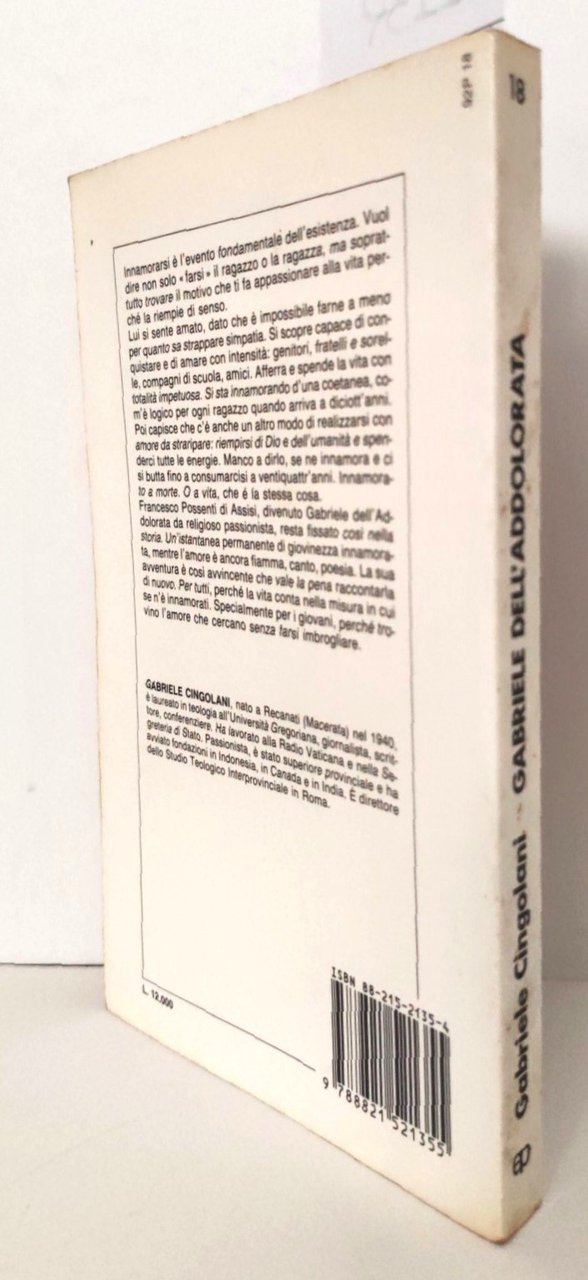 92P 18
Innamorarsi è l'evento fondamentale dell'esistenza. Vuol
dire non solo «farsi» il ragazzo o la ragazza, ma soprat-
tutto trovare il motivo che ti fa appassionare alla vita per-
ché la riempie di senso.
Lui si sente amato, dato che è impossibile farne a meno
per quanto sa strappare simpatia. Si scopre capace di con-
quistare e di amare con intensità: genitori, fratelli e sorel-
le, compagni di scuola, amici. Afferra e spende la vita con
totalità impetuosa. Si sta innamorando d'una coetanea, co-
m'è logico per ogni ragazzo quando arriva a diciott'anni.
Poi capisce che c'è anche un altro modo di realizzarsi con
amore da straripare: riempirsi di Dio e dell'umanità e spen-
derci tutte le energie. Manco a dirlo, se ne innamora e ci
si butta fino a consumarcisi a ventiquattr'anni. Innamora-
to a morte. O a vita, che é la stessa cosa.
Francesco Possenti di Assisi, divenuto Gabriele dell'Ad-
dolorata da religioso passionista, resta fissato così nella
storia. Un'istantanea permanente di giovinezza innamora-
ta, mentre l'amore è ancora fiamma, canto, poesia. La sua
avventura è così avvincente che vale la pena raccontarla
di nuovo. Per tutti, perché la vita conta nella misura in cui
se n'è innamorati. Specialmente per i giovani, perché tro-
vino l'amore che cercano senza farsi imbrogliare.
GABRIELE CINGOLANI, nato a Recanati (Macerata) nel 1940,
è laureato in teologia all'Università Gregoriana, giornalista, scrit-
tore, conferenziere. Ha lavorato alla Radio Vaticana e nella Se-
greteria di Stato. Passionista, è stato superiore provinciale e ha
avviato fondazioni in Indonesia, in Canada e in India. È direttore
dello Studio Teologico Interprovinciale in Roma.
L. 12.000
ISBN 88-215-2135-4
9 788821 521355
18
Gabriele Cingolani - GABRIELE DELL'ADDOLORATA